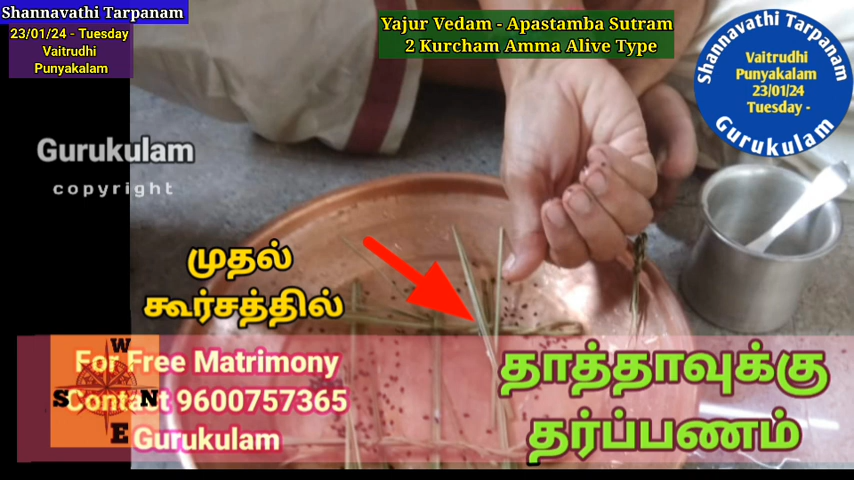 Shannavathi Tarpanam
23/01/24 - Tuesday
Vaitrudhi
Punyakalam
Yajur Vedam - Apastamba Sutram
2 Kurcham Amma Alive Type
Shannavathi Tarpanam
Vaitrudhi
Punyakalam
23/01/24
Tuesday -
Gurukulam
Gurukulam
copyright
முதல்
கூர்சத்தில்
For Free Matrimony
Contact 9600757365
Gurukulam
W
S N
E
தாத்தாவுக்கு
தர்ப்பணம்